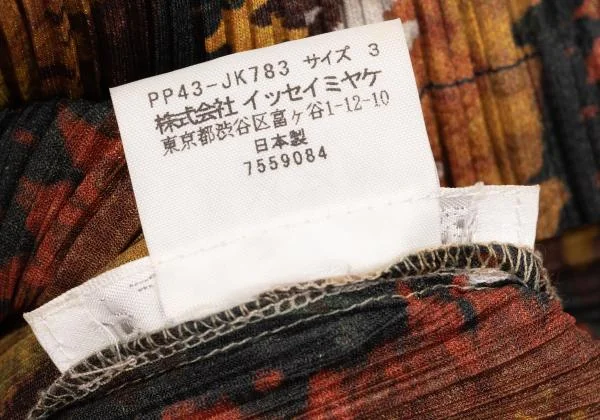 PP43-JK783 サイズ 3
株式会社 イッセイミヤケ
東京都渋谷区富ヶ谷1-12-10
日本製
7559084